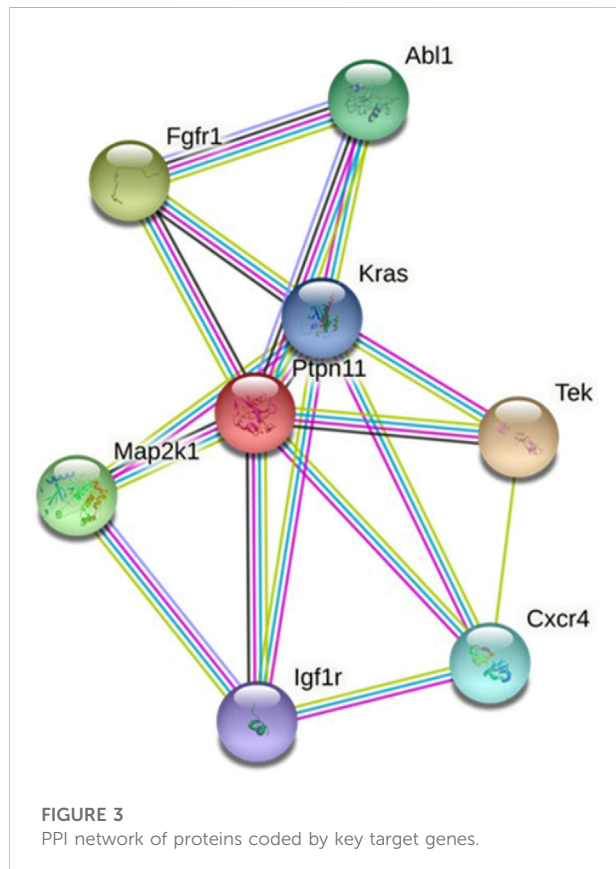 Abl1
Fgfr1
Kras
Ptpn11
Tek
Map2k1
Cxcr4
Igf1r
FIGURE 3
PPI network of proteins coded by key target genes.